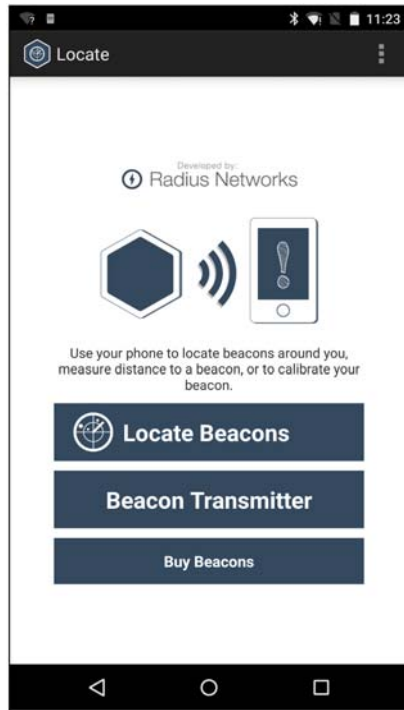 11:23
Locate
Developed by:
Radius Networks
Use your phone to locate beacons around you,
measure distance to a beacon, or to calibrate your
beacon.
Locate Beacons
Beacon Transmitter
Buy Beacons